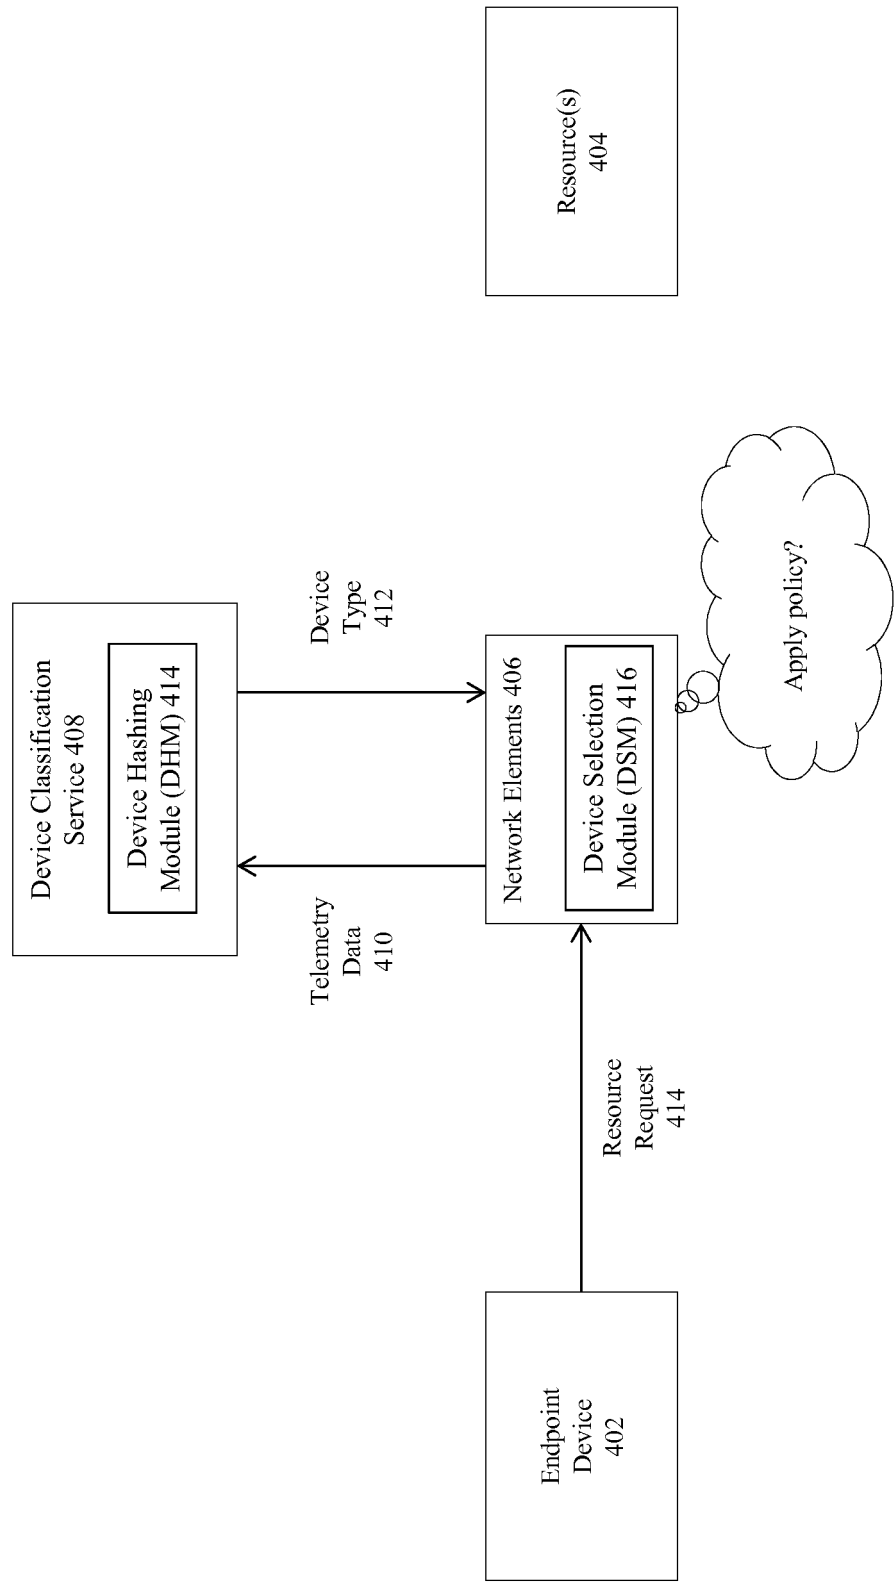 Device Classification
Service 408
Device Hashing
Module (DHM) 414
Telemetry
Data
410
Device
Type
412
Endpoint
Device
402
Resource
Request
414
Network Elements 406
Device Selection
Module (DSM) 416
Resource(s)
404
Apply policy?